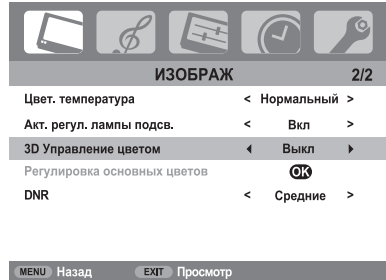 ИЗОБРАЖ 2/2
Цвет. температура < Нормальный >
Акт. регул. лампы подсв. < Вкл >
3D Управление цветом Выкл
Регулировка основных цветов OK
DNR < Средние >
MENU Назад EXIT Просмотр